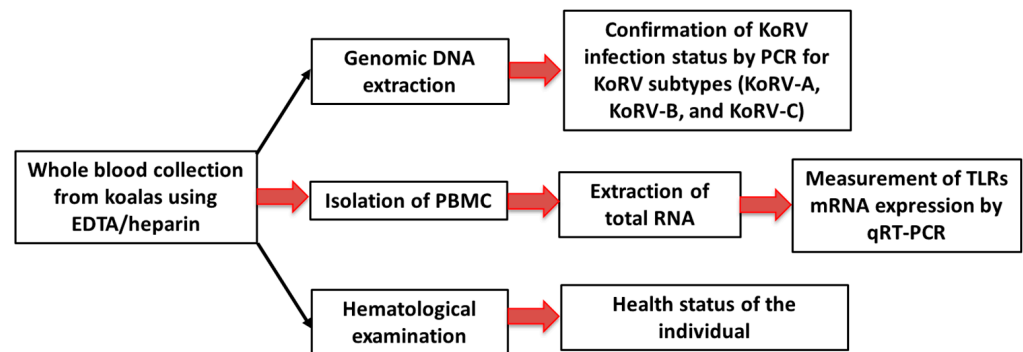 Whole blood collection
from koalas using
EDTA/heparin
Genomic DNA
extraction
Confirmation of KoRV
infection status by PCR for
KoRV subtypes (KoRV-A,
KoRV-B, and KoRV-C)
Isolation of PBMC
Extraction of
total RNA
Measurement of TLRs
mRNA expression by
qRT-PCR
Hematological
examination
Health status of the
individual